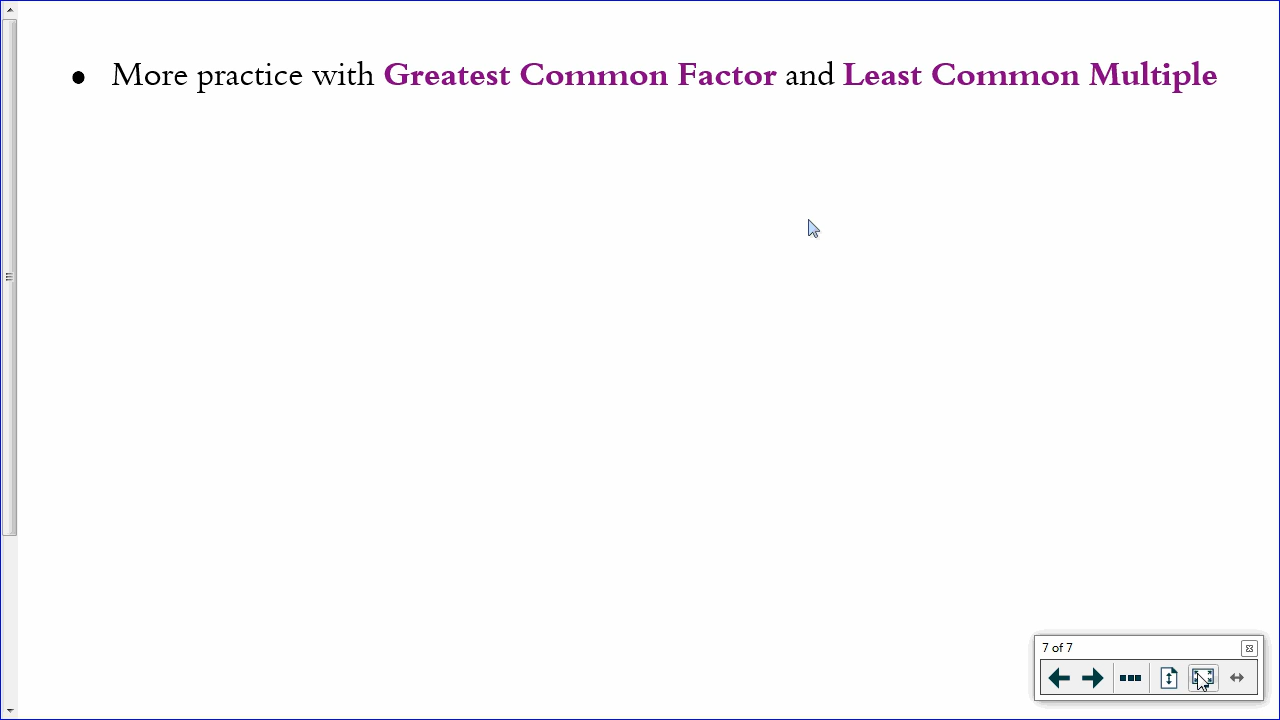 ● More practice with Greatest Common Factor and Least Common Multiple
7 of 7